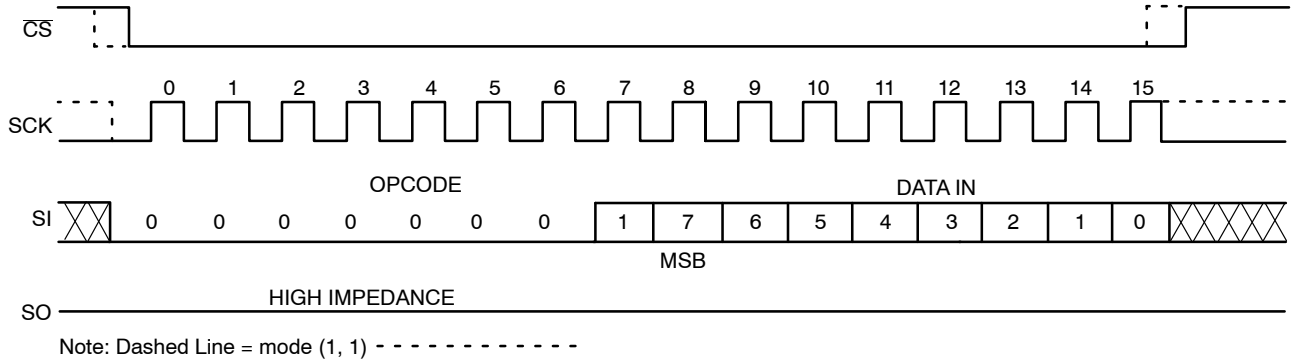 CS
0 1 2 3 4 5 6 7 8 9 10 11 12 13 14 15
SCK
OPCODE DATA IN
SI 0 0 0 0 0 0 0 1 7 6 5 4 3 2 1 0
MSB
HIGH IMPEDANCE
SO
Note: Dashed Line = mode (1, 1)